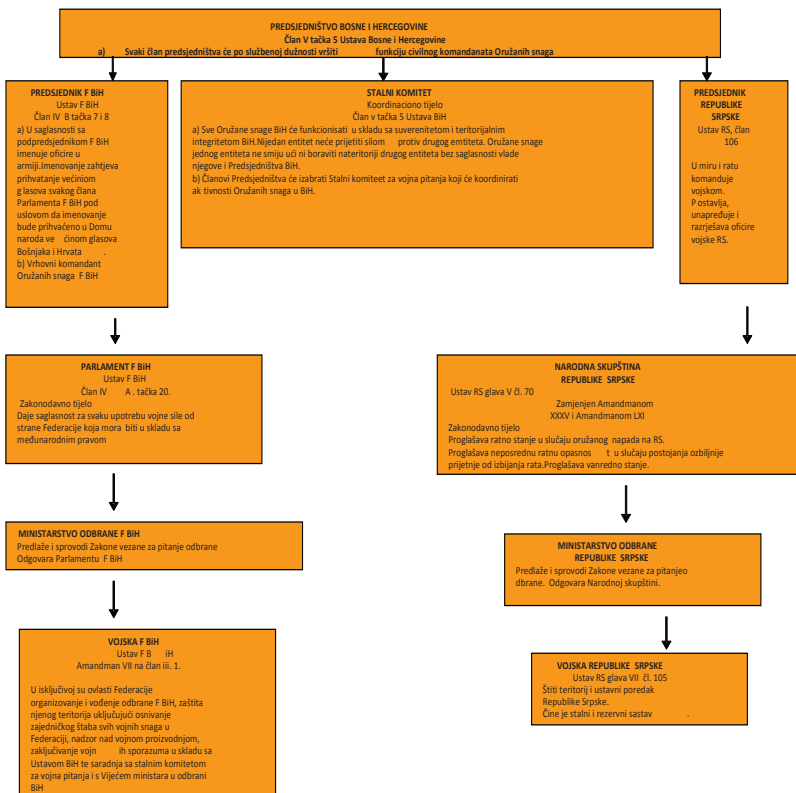 PREDSJEDNIŠTVO BOSNE I HERCEGOVINE
Član V tačka 5 Ustava Bosne i Hercegovine
a) Svaki član predsjedništva će po službenoj dužnosti vršiti funkciju civilnog komandanata Oružanih snaga
PREDSJEDNIK F BiH
Ustav F BiH
Član IV B tačka 7 i 8
a) U saglasnosti sa
podpredsjednikom F BiH
imenuje oficire u
armiji.Imenovanje zahtjeva
prihvatanje većiniom
g lasova svakog člana
Parlamenta F BiH pod
uslovom da imenovanje
bude prihvaćeno u Domu
naroda ve ćinom glasova
Bošnjaka i Hrvata .
b) Vrhovni komandant
Oružanih snaga F BiH
STALNI KOMITET
Koordinaciono tijelo
Član v tačka 5 Ustava BiH
a) Sve Oružane snage BiH će funkcionisati u skladu sa suverenitetom i teritorijalnim
integritetom BiH.Nijedan entitet neće prijetiti silom protiv drugog emtiteta. Oružane snage
jednog entiteta ne smiju ući ni boraviti nateritoriji drugog entiteta bez saglasnosti vlade
njegove i Predsjedništva BiH.
b) Članovi Predsjedništva će izabrati Stalni komiteet za vojna pitanja koji će koordinirati
ak tivnosti Oružanih snaga u BiH.
PREDSJEDNIK
REPUBLIKE
SRPSKE
Ustav RS, član
106
U miru i ratu
komanduje
vojskom.
P ostavlja,
unapređuje i
razrješava oficire
vojske RS.
PARLAMENT F BiH
Ustav F BiH
Član IV A . tačka 20.
Zakonodavno tijelo
Daje saglasnost za svaku upotrebu vojne sile od
strane Federacije koja mora biti u skladu sa
međunarodnim pravom
NARODNA SKUPŠTINA
REPUBLIKE SRPSKE
Ustav RS glava V čl. 70
Zamjenjen Amandmanom
XXXV i Amandmanom LXI
Zakonodavno tijelo
Proglašava ratno stanje u slučaju oružanog napada na RS.
Proglašava neposrednu ratnu opasnos t u slučaju postojanja ozbiljnije
prijetnje od izbijanja rata.Proglašava vanredno stanje.
MINISTARSTVO ODBRANE F BiH
Predlaže i sprovodi Zakone vezane za pitanje odbrane
Odgovara Parlamentu F BiH
MINISTARSTVO ODBRANE
REPUBLIKE SRPSKE
Predlaže i sprovodi Zakone vezane za pitanjeo
dbrane. Odgovara Narodnoj skupštini.
VOJSKA F BiH
Ustav F B iH
Amandman VII na član iii. 1.
U isključivoj su ovlasti Federacije
organizovanje i vođenje odbrane F BiH, zaštita
njenog teritorija uključujući osnivanje
zajedničkog štaba svih vojnih snaga u
Federaciji, nadzor nad vojnom proizvodnjom,
zaključivanje vojn ih sporazuma u skladu sa
Ustavom BiH te saradnja sa stalnim komitetom
za vojna pitanja i s Vijećem ministara u odbrani
BiH
VOJSKA REPUBLIKE SRPSKE
Ustav RS glava VII čl. 105
Štiti teritorij i ustavni poredak
Republike Srpske.
Čine je stalni i rezervni sastav .